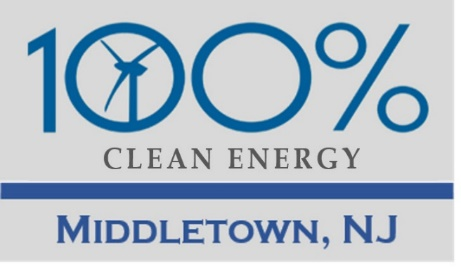 100%
CLEAN ENERGY
MIDDLETOWN, NJ